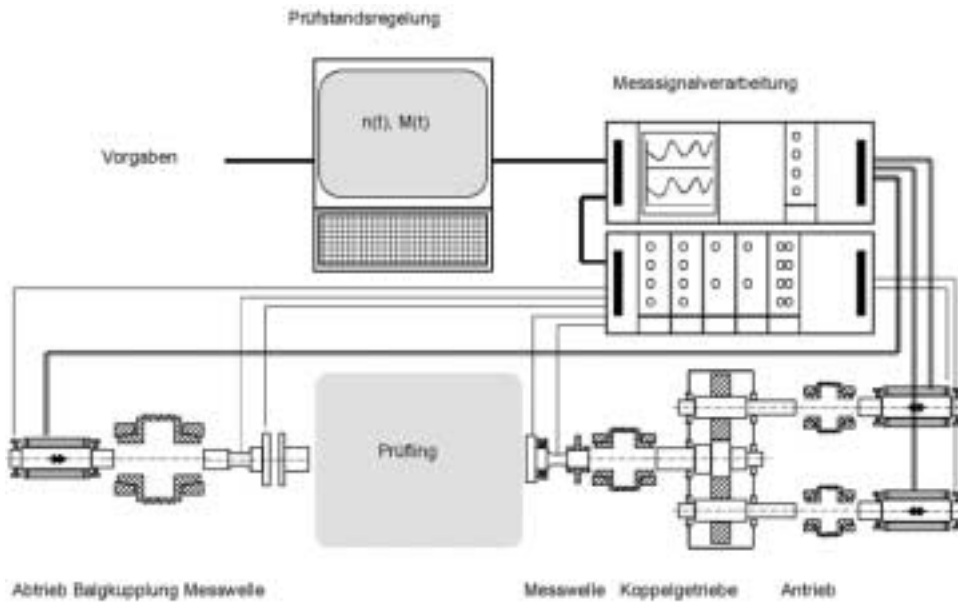 Prüfstandsregelung
Messsignalverarbeitung
n(t), M(t)
Vorgaben
Prüfling
Abtrieb Balgkupplung Messwelle
Messwelle Koppelgetriebe Antrieb